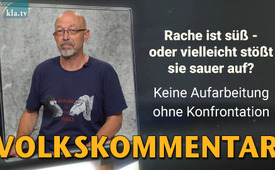 kla.tv
Rache ist süß -
oder vielleicht stößt
sie sauer auf?
Keine Aufarbeitung
ohne Konfrontation
VOLKSKOMMENTAR